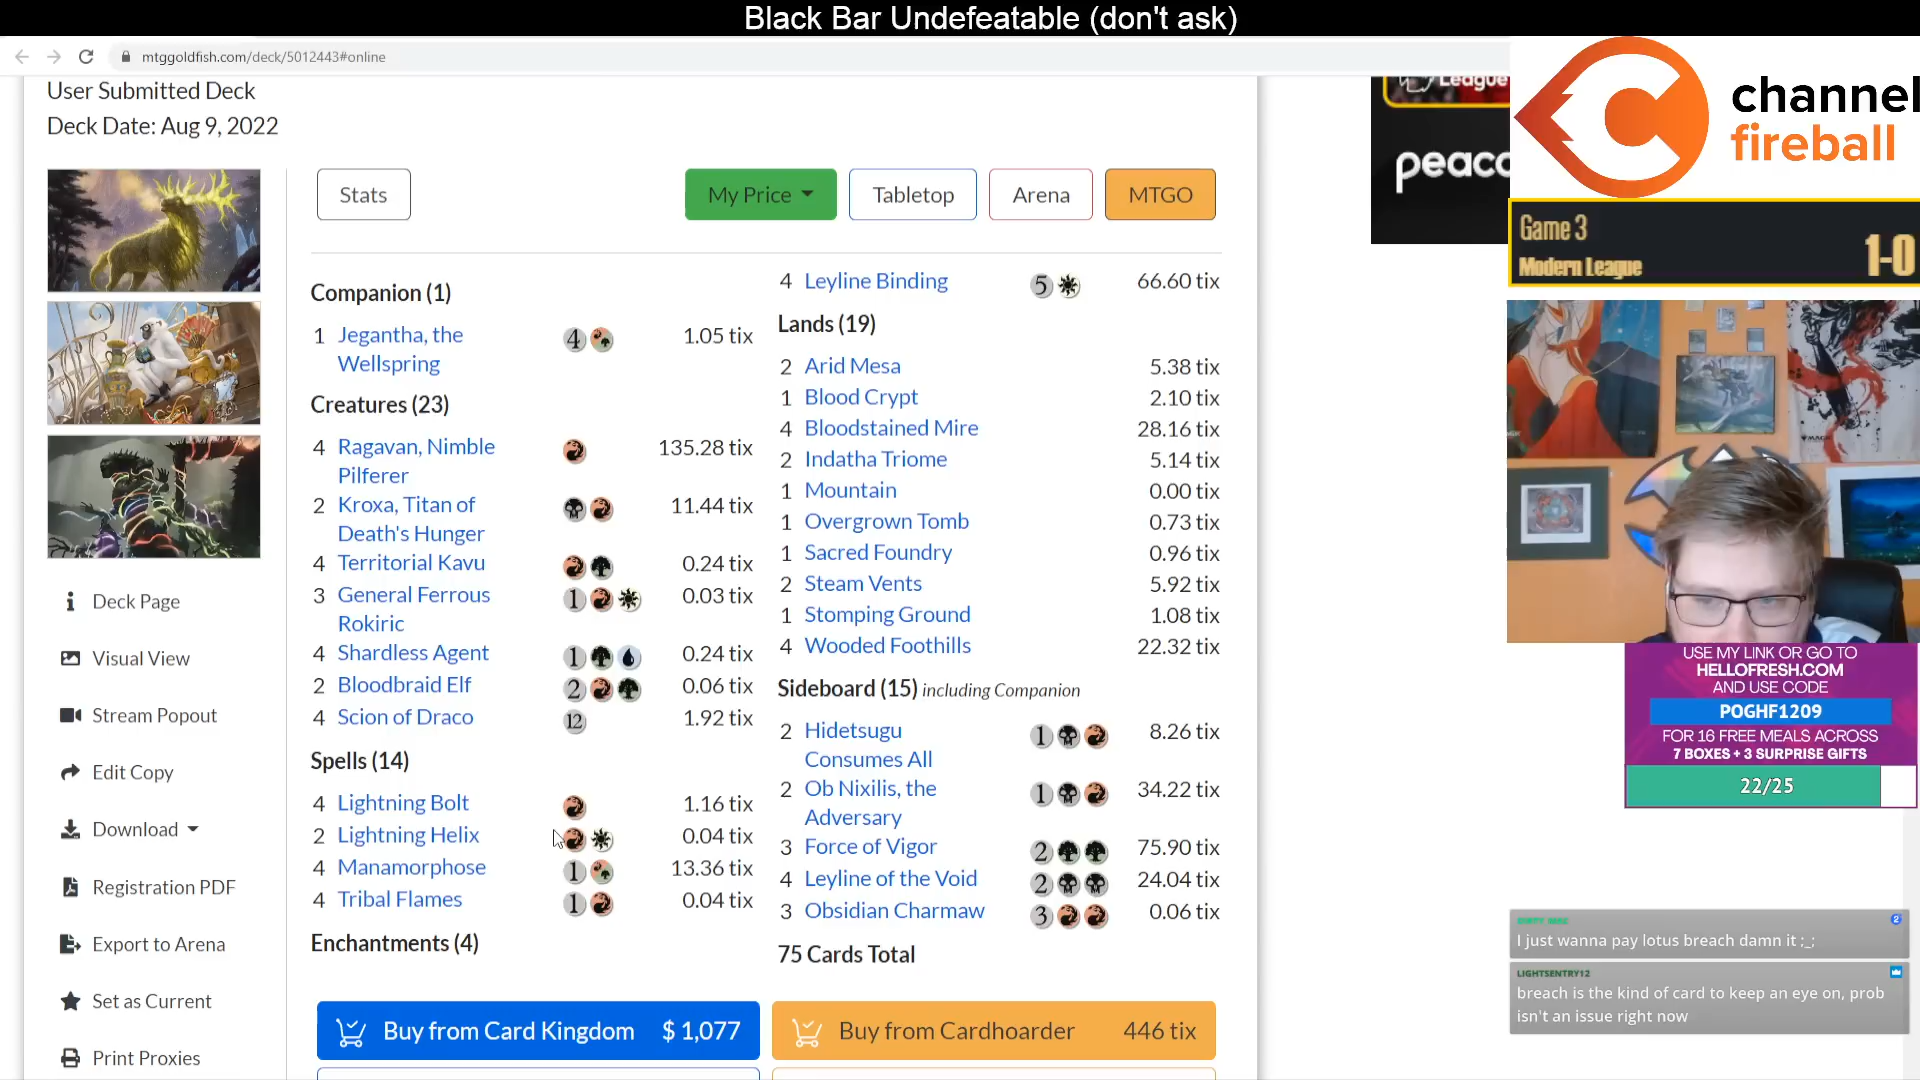 Black Bar Undefeatable (don't ask)
mtggoldfish.com/deck/5012443#online
User Submitted Deck
Deck Date: Aug 9, 2022
Stats
My Price
Tabletop
Arena
MTGO
Companion (1)
1 Jegantha, the Wellspring 4 1.05 tix
Creatures (23)
4 Ragavan, Nimble Pilferer 135.28 tix
2 Kroxa, Titan of Death's Hunger 11.44 tix
4 Territorial Kavu 0.24 tix
3 General Ferrous Rokiric 1 0.03 tix
4 Shardless Agent 1 0.24 tix
2 Bloodbraid Elf 2 0.06 tix
4 Scion of Draco 12 1.92 tix
Spells (14)
4 Lightning Bolt 1.16 tix
2 Lightning Helix 0.04 tix
4 Manamorphose 1 13.36 tix
4 Tribal Flames 1 0.04 tix
Enchantments (4)
4 Leyline Binding 5 66.60 tix
Lands (19)
2 Arid Mesa 5.38 tix
1 Blood Crypt 2.10 tix
4 Bloodstained Mire 28.16 tix
2 Indatha Triome 5.14 tix
1 Mountain 0.00 tix
1 Overgrown Tomb 0.73 tix
1 Sacred Foundry 0.96 tix
2 Steam Vents 5.92 tix
1 Stomping Ground 1.08 tix
4 Wooded Foothills 22.32 tix
Sideboard (15) including Companion
2 Hidetsugu Consumes All 1 8.26 tix
2 Ob Nixilis, the Adversary 1 34.22 tix
3 Force of Vigor 2 75.90 tix
4 Leyline of the Void 2 24.04 tix
3 Obsidian Charmaw 3 0.06 tix
75 Cards Total
Buy from Card Kingdom $ 1,077
Buy from Cardhoarder 446 tix
Deck Page
Visual View
Stream Popout
Edit Copy
Download
Registration PDF
Export to Arena
Set as Current
Print Proxies
League
peaco
channel
fireball
Game 3
Modern League
1-0
USE MY LINK OR GO TO
HELLOFRESH.COM
AND USE CODE
POGHF1209
FOR 16 FREE MEALS ACROSS
7 BOXES + 3 SURPRISE GIFTS
22/25
I just wanna pay lotus breach damn it ;_;
LIGHTSENTRY12
breach is the kind of card to keep an eye on, prob
isn't an issue right now